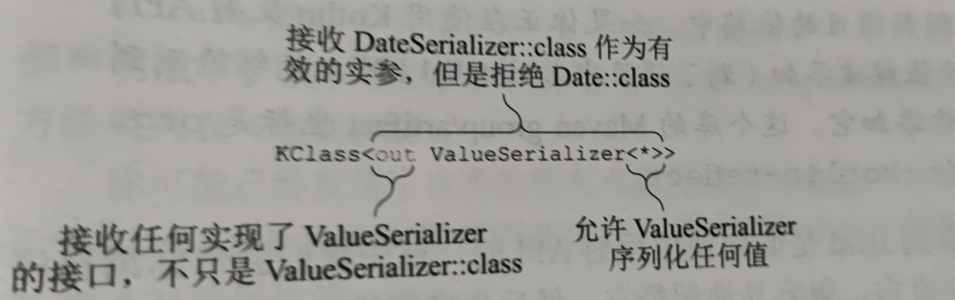 接收 DateSerializer::class 作为有
效的实参，但是拒绝 Date::class
KClass<out ValueSerializer<*>>
接收任何实现了 ValueSerializer
的接口，不只是 ValueSerializer::class
允许 ValueSerializer
序列化任何值